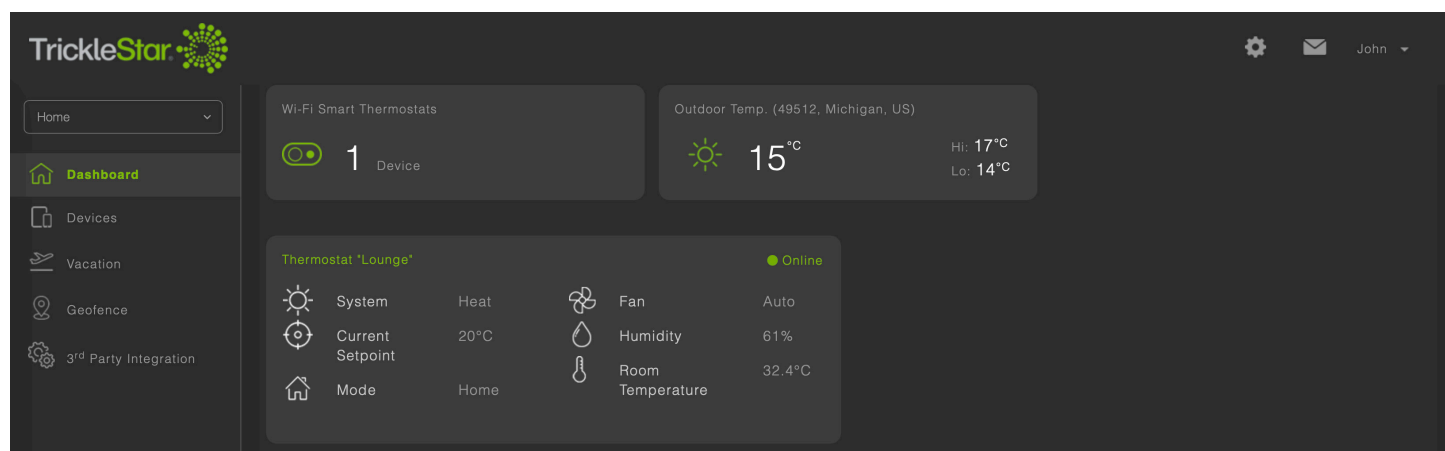 TrickleStar.
John
Home
Wi-Fi Smart Thermostats
1 Device
Outdoor Temp. (49512, Michigan, US)
15°C
Hi: 17°C
Lo: 14°C
Dashboard
Devices
Vacation
Geofence
3rd Party Integration
Thermostat "Lounge"
Online
System Heat
Current Setpoint 20°C
Mode Home
Fan Auto
Humidity 61%
Room Temperature 32.4°C